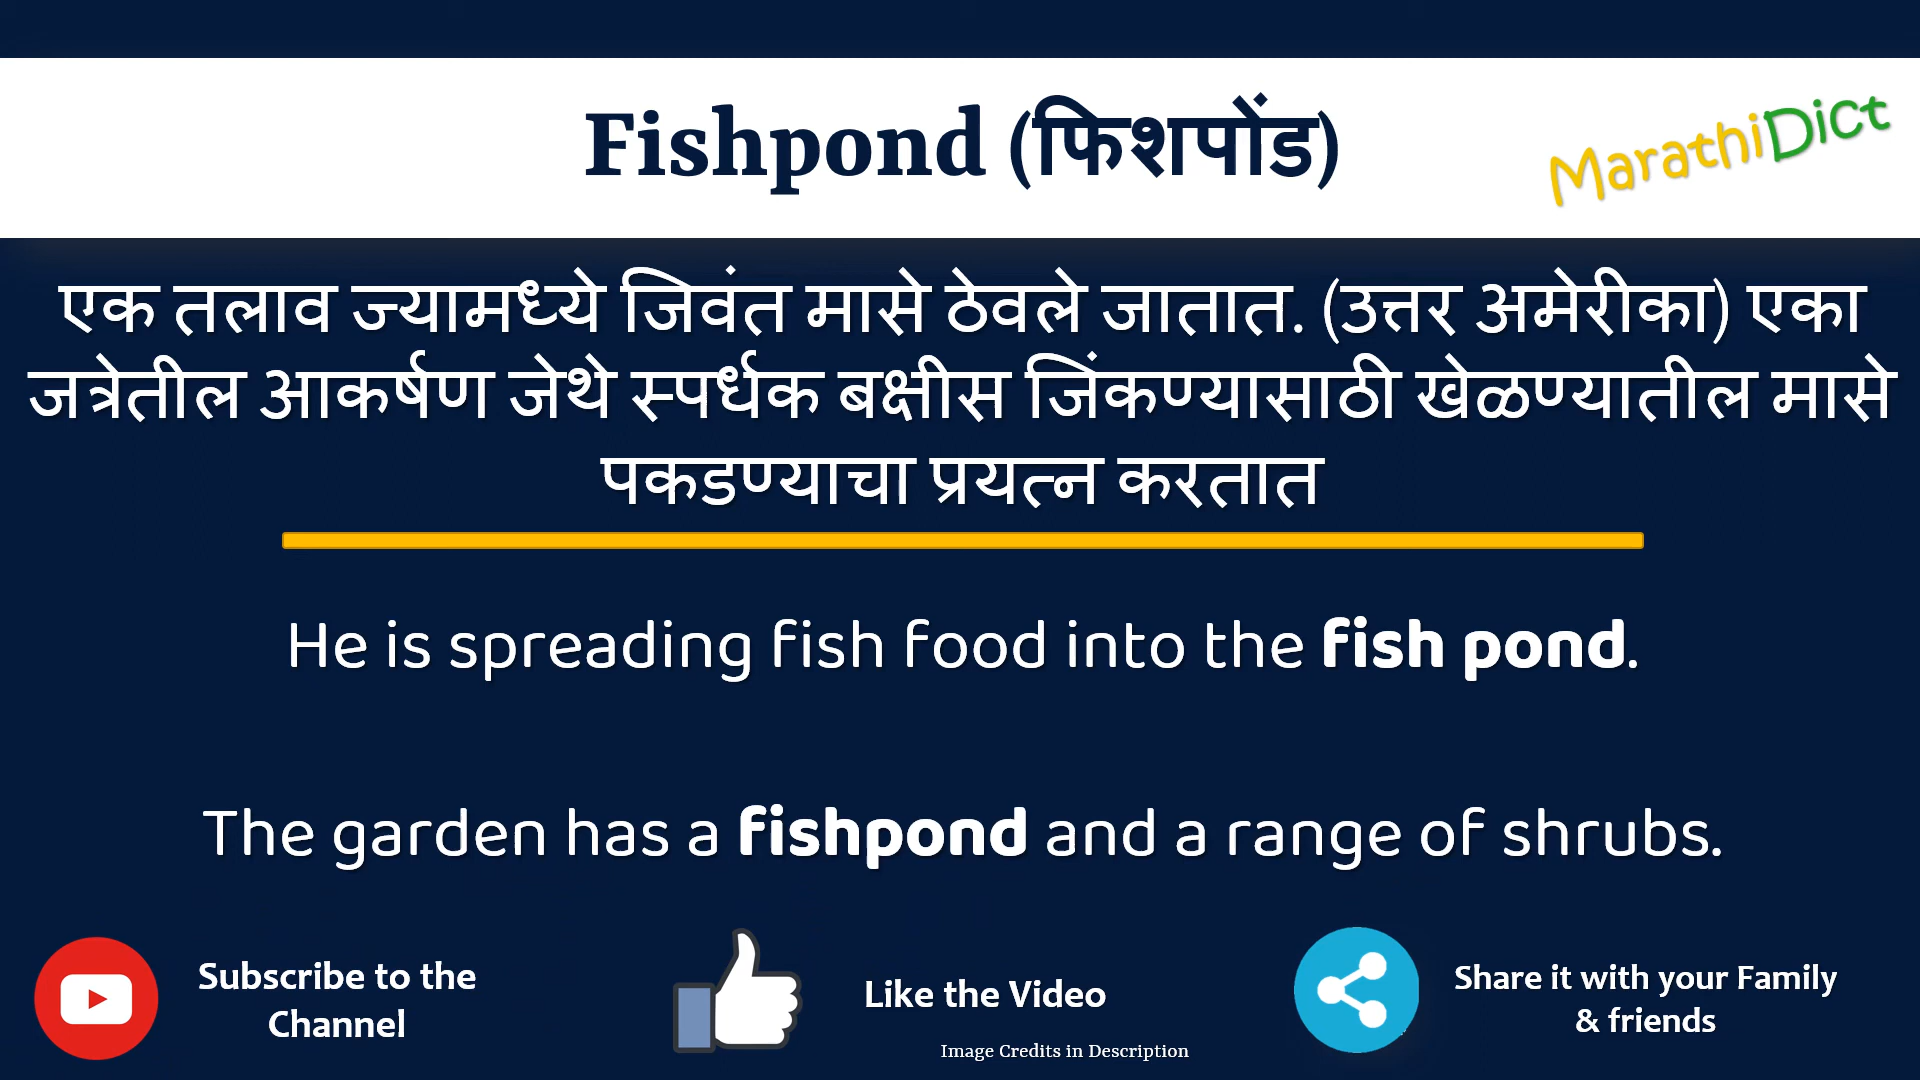 Fishpond (फिशपोंड)
MarathiDict
एक तलाव ज्यामध्ये जिवंत मासे ठेवले जातात. (उत्तर अमेरीका) एका
जत्रेतील आकर्षण जेथे स्पर्धक बक्षीस जिंकण्यासाठी खेळण्यातील मासे
पकडण्याचा प्रयत्न करतात
He is spreading fish food into the fish pond.
The garden has a fishpond and a range of shrubs.
Subscribe to the
Channel
Like the Video
Share it with your Family
& friends
Image Credits in Description